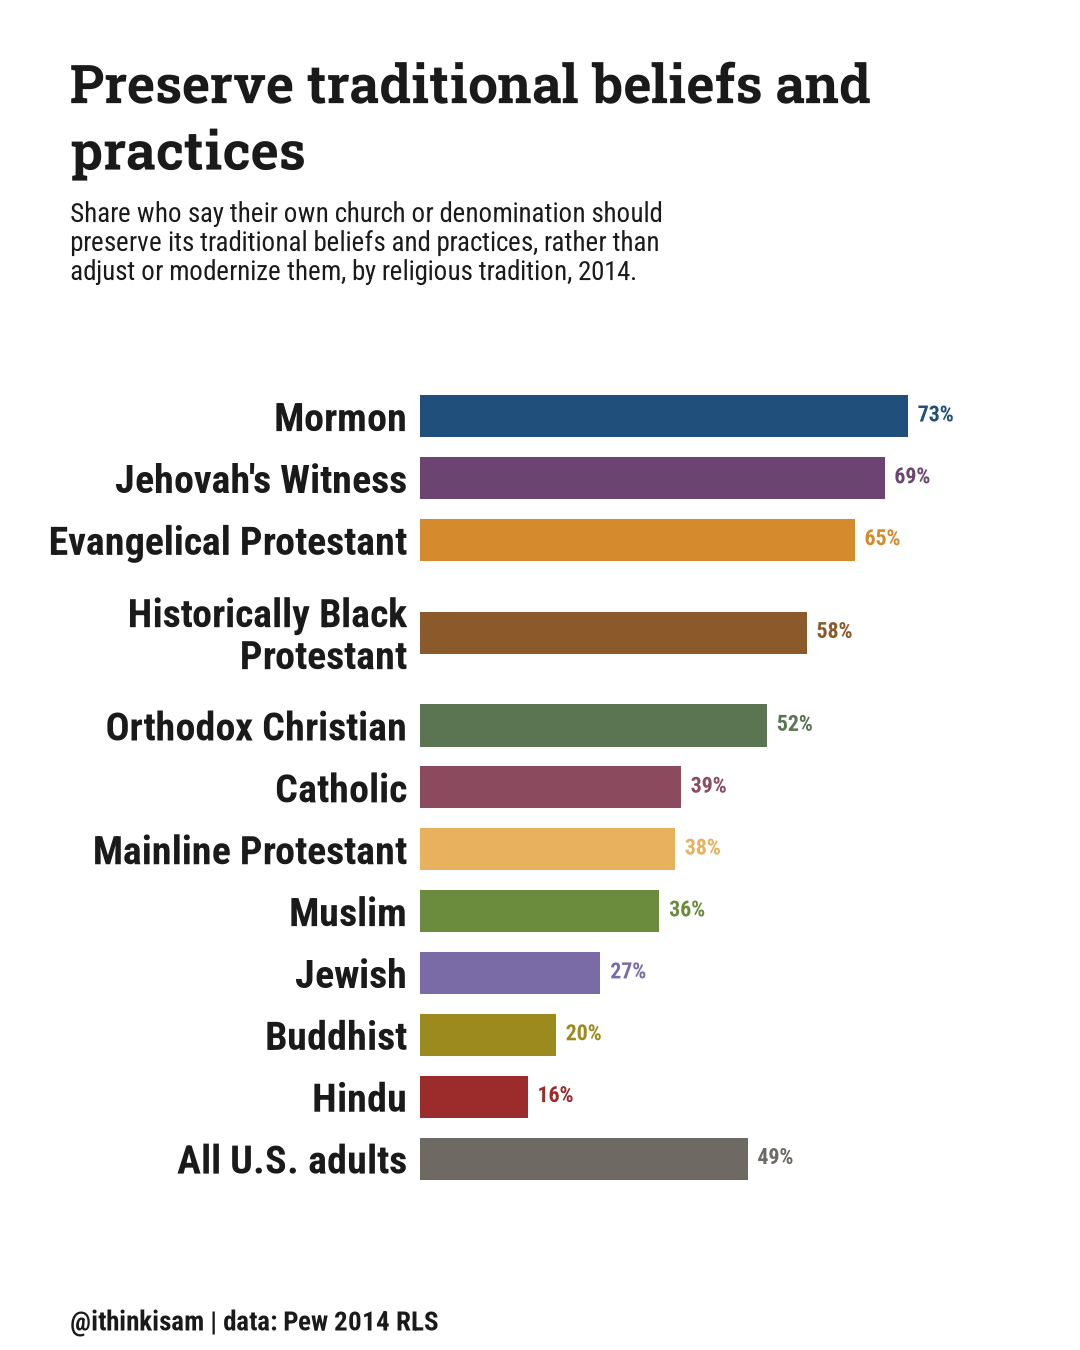 Preserve traditional beliefs and
practices
Share who say their own church or denomination should
preserve its traditional beliefs and practices, rather than
adjust or modernize them, by religious tradition, 2014.
Mormon 73%
Jehovah's Witness 69%
Evangelical Protestant 65%
Historically Black
Protestant 58%
Orthodox Christian 52%
Catholic 39%
Mainline Protestant 38%
Muslim 36%
Jewish 27%
Buddhist 20%
Hindu 16%
All U.S. adults 49%
@ithinkisam | data: Pew 2014 RLS